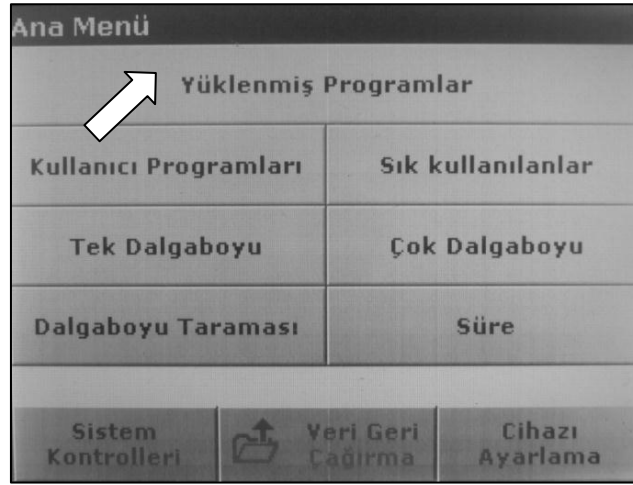 Ana Menü
Yüklenmiş Programlar
Kullanıcı Programları
Sık kullanılanlar
Tek Dalgaboyu
Çok Dalgaboyu
Dalgaboyu Taraması
Süre
Sistem
Kontrolleri
Veri Geri
Çağırma
Cihazı
Ayarlama